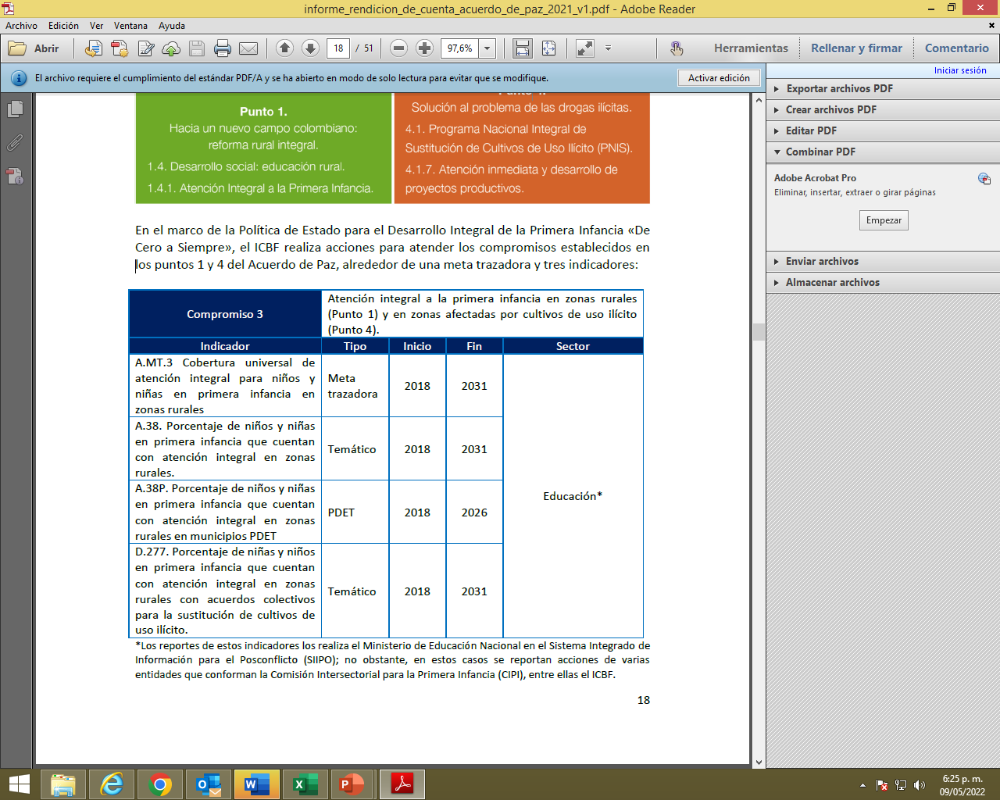 informe_rendicion_de_cuenta_acuerdo_de_paz_2021_v1.pdf - Adobe Reader
Archivo Edición Ver Ventana Ayuda
Abrir 18 / 51 97,6% Herramientas Rellenar y firmar Comentario
El archivo requiere el cumplimiento del estándar PDF/A y se ha abierto en modo de solo lectura para evitar que se modifique. Activar edición
Iniciar sesión
Exportar archivos PDF
Crear archivos PDF
Editar PDF
Combinar PDF
Adobe Acrobat Pro
Eliminar, insertar, extraer o girar páginas
Empezar
Enviar archivos
Almacenar archivos
Punto 1.
Hacia un nuevo campo colombiano:
reforma rural integral.
1.4. Desarrollo social: educación rural.
1.4.1. Atención Integral a la Primera Infancia.
Solución al problema de las drogas ilícitas.
4.1. Programa Nacional Integral de
Sustitución de Cultivos de Uso Ilícito (PNIS).
4.1.7. Atención inmediata y desarrollo de
proyectos productivos.
En el marco de la Política de Estado para el Desarrollo Integral de la Primera Infancia «De
Cero a Siempre», el ICBF realiza acciones para atender los compromisos establecidos en
los puntos 1 y 4 del Acuerdo de Paz, alrededor de una meta trazadora y tres indicadores:
Compromiso 3
Atención integral a la primera infancia en zonas rurales
(Punto 1) y en zonas afectadas por cultivos de uso ilícito
(Punto 4).
Indicador Tipo Inicio Fin Sector
A.MT.3 Cobertura universal de
atención integral para niños y
niñas en primera infancia en
zonas rurales
Meta
trazadora
2018
2031
A.38. Porcentaje de niños y niñas
en primera infancia que cuentan
con atención integral en zonas
rurales.
Temático
2018
2031
A.38P. Porcentaje de niños y niñas
en primera infancia que cuentan
con atención integral en zonas
rurales en municipios PDET
PDET
2018
2026
D.277. Porcentaje de niñas y niños
en primera infancia que cuentan
con atención integral en zonas
rurales con acuerdos colectivos
para la sustitución de cultivos de
uso ilícito.
Temático
2018
2031
Educación*
*Los reportes de estos indicadores los realiza el Ministerio de Educación Nacional en el Sistema Integrado de
Información para el Posconflicto (SIIPO); no obstante, en estos casos se reportan acciones de varias
entidades que conforman la Comisión Intersectorial para la Primera Infancia (CIPI), entre ellas el ICBF.
18
6:25 p. m.
09/05/2022